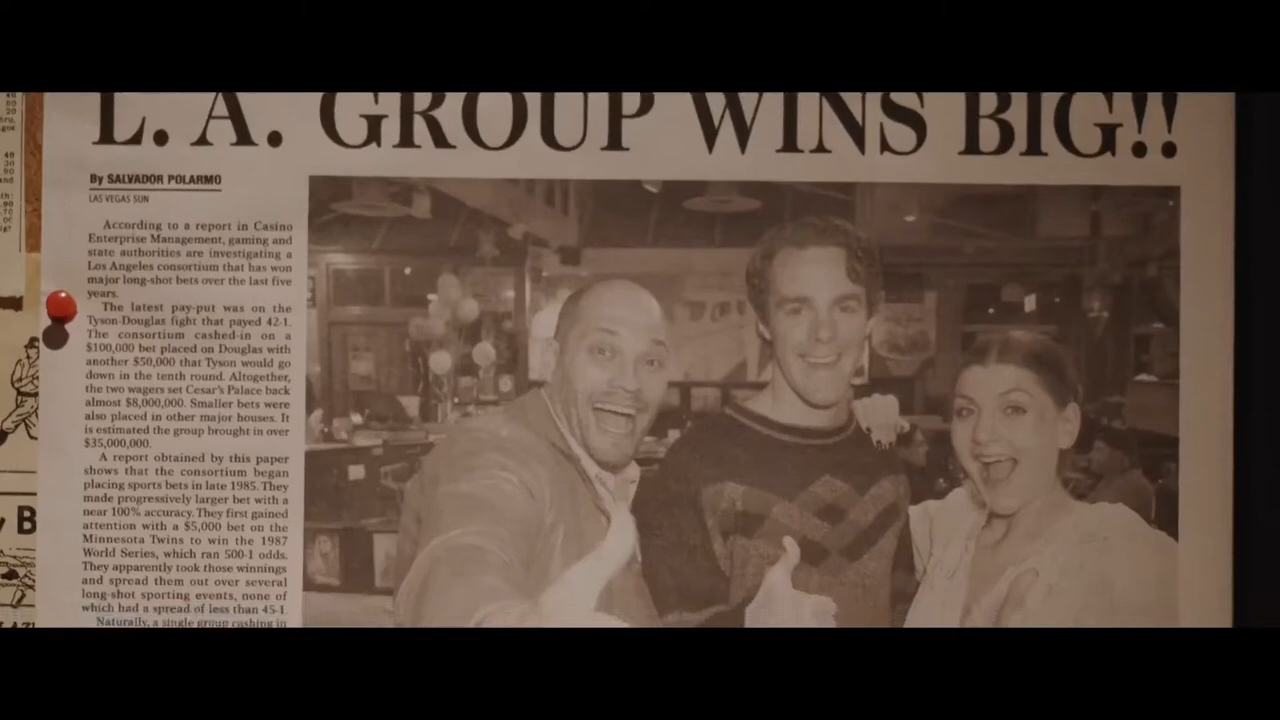 L. A. GROUP WINS BIG!!
By SALVADOR POLARMO
LAS VEGAS SUN
According to a report in Casino
Enterprise Management, gaming and
state authorities are investigating a
Los Angeles consortium that has won
major long-shot bets over the last five
years.
The latest pay-put was on the
Tyson-Douglas fight that payed 42-1.
The consortium cashed-in on a
$100,000 bet placed on Douglas with
another $50,000 that Tyson would go
down in the tenth round. Altogether,
the two wagers set Cesar's Palace back
almost $8,000,000. Smaller bets were
also placed in other major houses. It
is estimated the group brought in over
$35,000,000.
A report obtained by this paper
shows that the consortium began
placing sports bets in late 1985. They
made progressively larger bet with a
near 100% accuracy. They first gained
attention with a $5,000 bet on the
Minnesota Twins to win the 1987
World Series, which ran 500-1 odds.
They apparently took those winnings
and spread them out over several
long-shot sporting events, none of
which had a spread of less than 45-1.
Naturally, a single group cashing in